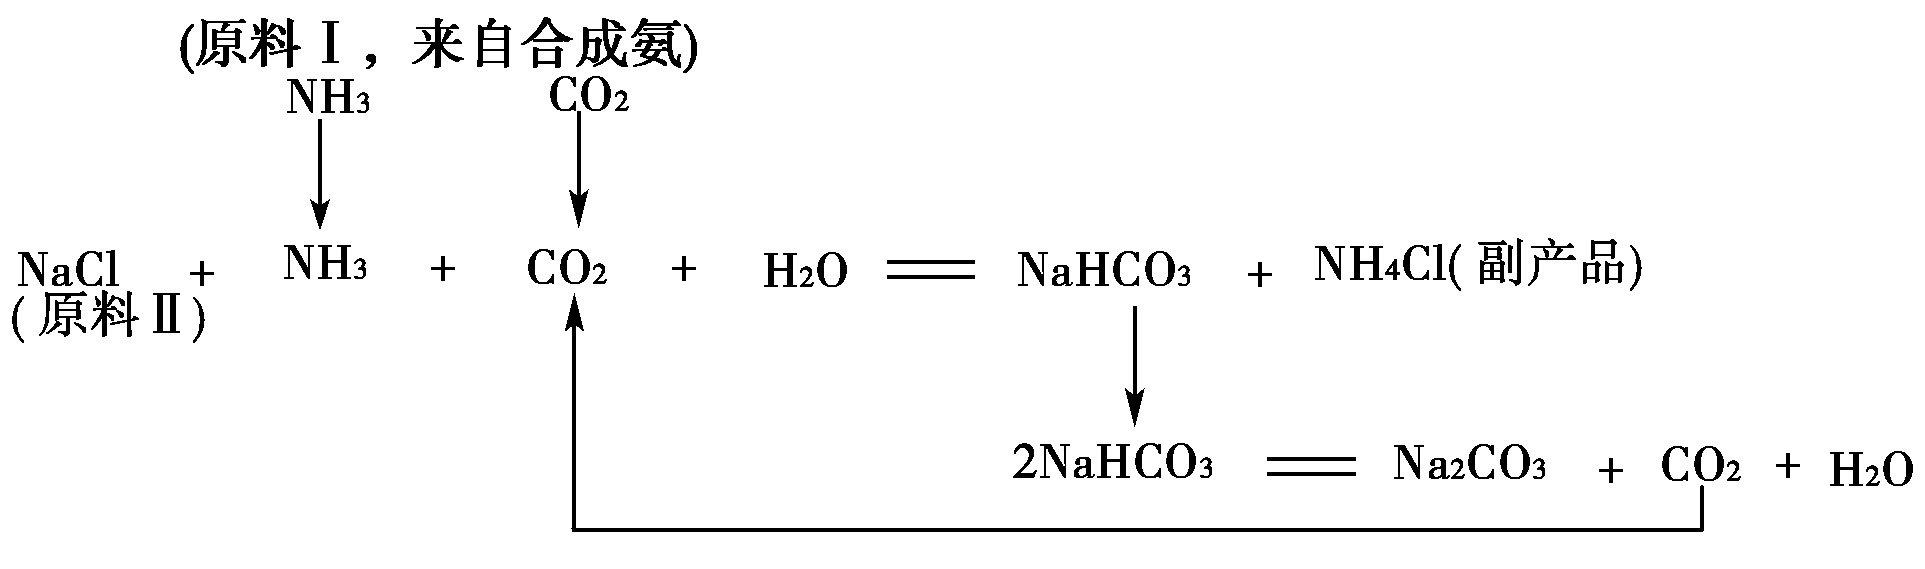 (原料Ⅰ，来自合成氨)
NH3 CO2
NaCl + NH3 + CO2 + H2O == NaHCO3 + NH4Cl(副产品)
(原料Ⅱ)
2NaHCO3 == Na2CO3 + CO2 + H2O